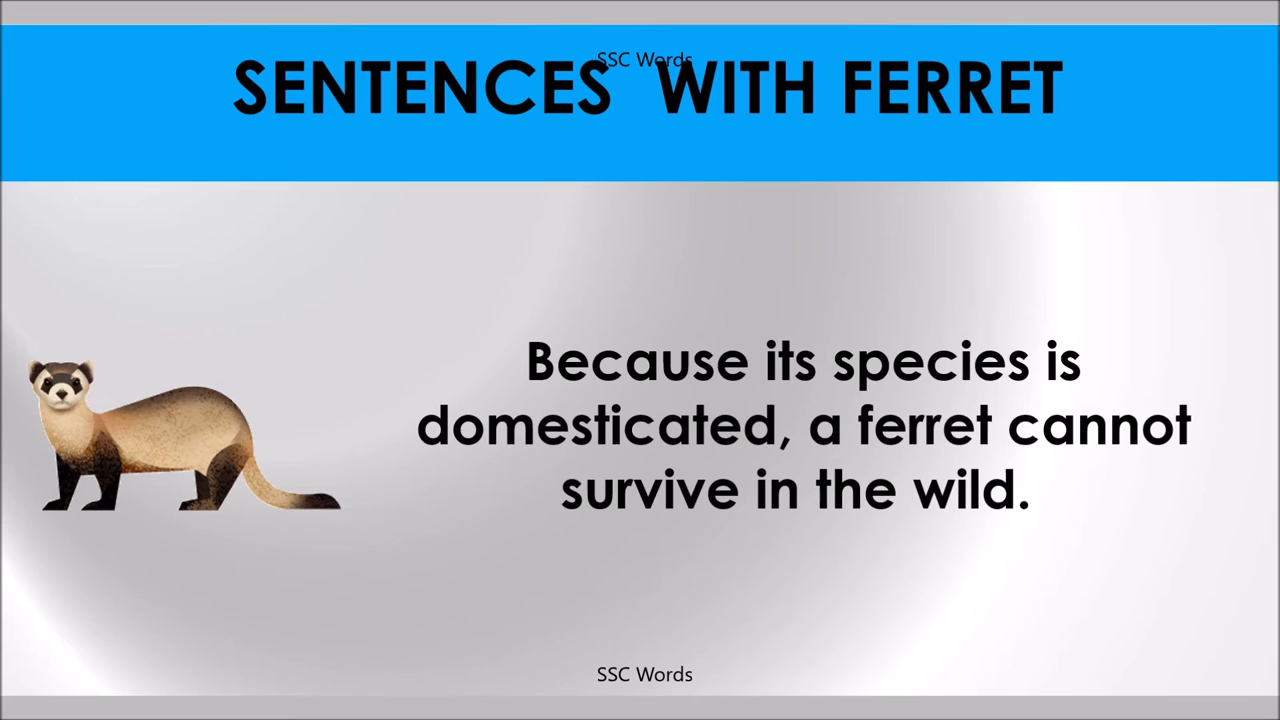 SSC Words
SENTENCES WITH FERRET
Because its species is
domesticated, a ferret cannot
survive in the wild.
SSC Words